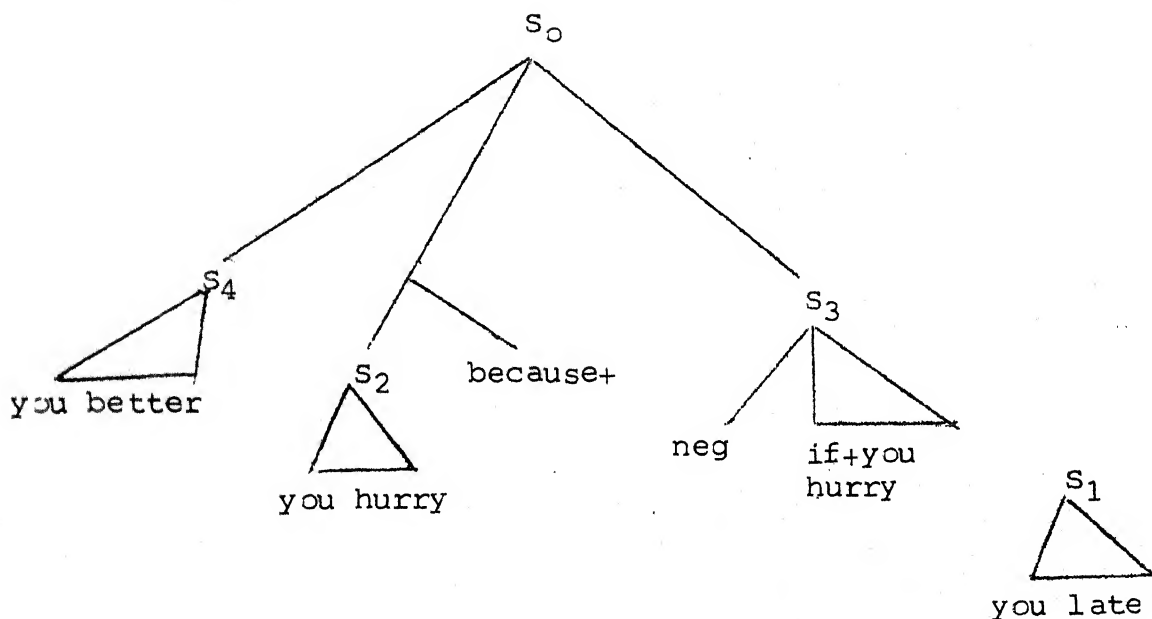 S₀
S₄
S₃
S₂
because+
you better
neg
if+you
hurry
you hurry
S₁
you late